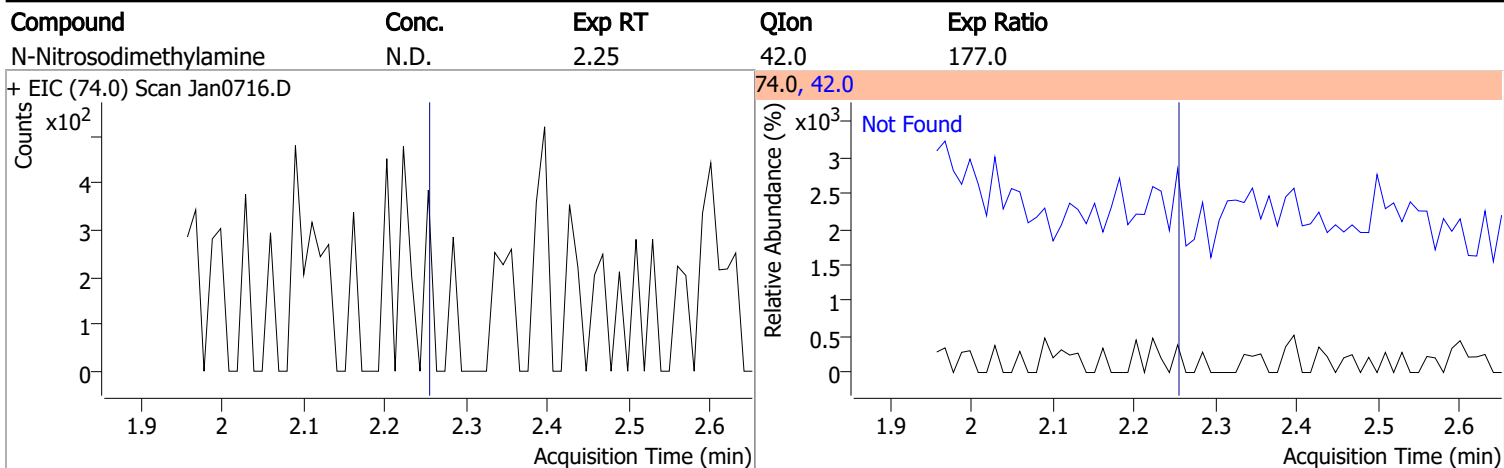 Compound Conc. Exp RT QIon Exp Ratio
N-Nitrosodimethylamine N.D. 2.25 42.0 177.0
+ EIC (74.0) Scan Jan0716.D
Counts
x10²
4
3
2
1
0
1.9 2 2.1 2.2 2.3 2.4 2.5 2.6
Acquisition Time (min)
74.0, 42.0
Relative Abundance (%)
x10³
Not Found
3
2.5
2
1.5
1
0.5
0
1.9 2 2.1 2.2 2.3 2.4 2.5 2.6
Acquisition Time (min)